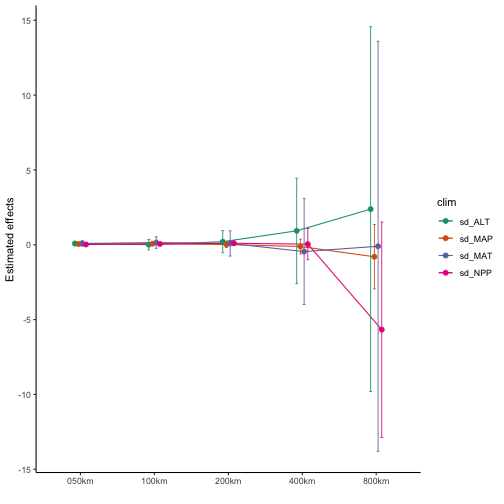 15
10
5
0
-5
-10
-15
Estimated effects
050km
100km
200km
400km
800km
clim
sd_ALT
sd_MAP
sd_MAT
sd_NPP